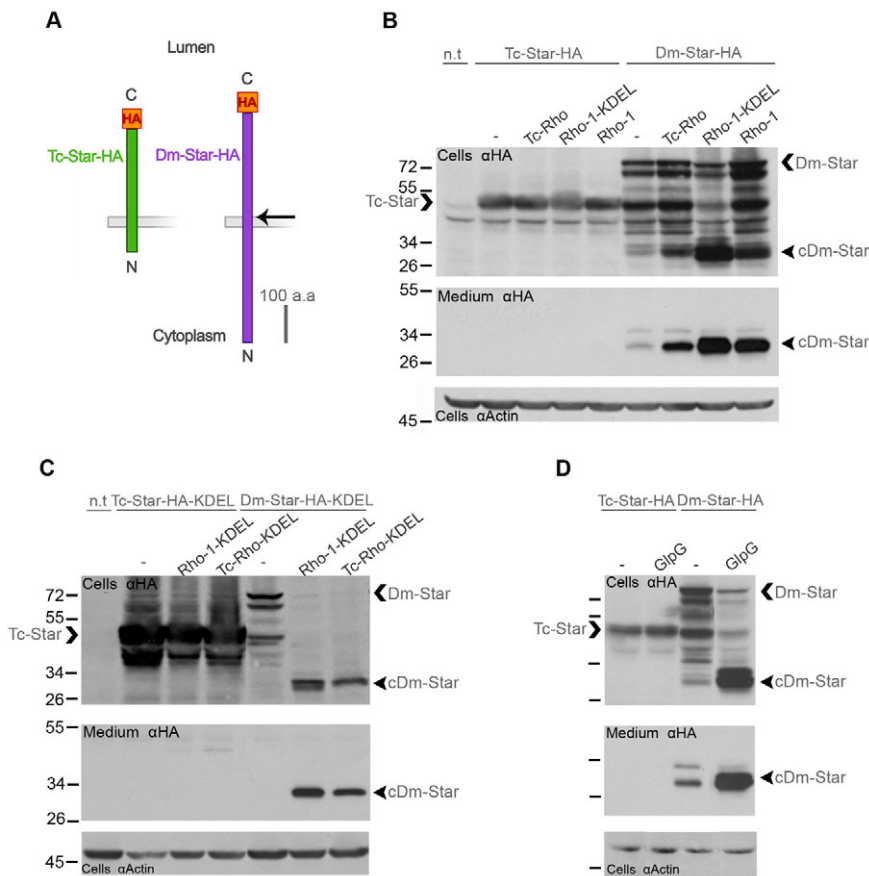 A
Lumen
C
C
HA
HA
Tc-Star-HA
Dm-Star-HA
N
100 a.a
Cytoplasm
N
B
n.t
Tc-Star-HA
Dm-Star-HA
-
Tc-Rho
Rho-1-KDEL
Rho-1
-
Tc-Rho
Rho-1-KDEL
Rho-1
Cells αHA
72
55
34
26
Tc-Star
Dm-Star
cDm-Star
Medium αHA
55
34
26
cDm-Star
45
Cells αActin
C
n.t
Tc-Star-HA-KDEL
Dm-Star-HA-KDEL
-
Rho-1-KDEL
Tc-Rho-KDEL
-
Rho-1-KDEL
Tc-Rho-KDEL
Cells αHA
72
55
34
26
Tc-Star
Dm-Star
cDm-Star
Medium αHA
55
34
26
cDm-Star
45
Cells αActin
D
Tc-Star-HA
Dm-Star-HA
-
GlpG
-
GlpG
Cells αHA
Tc-Star
Dm-Star
cDm-Star
Medium αHA
cDm-Star
Cells αActin